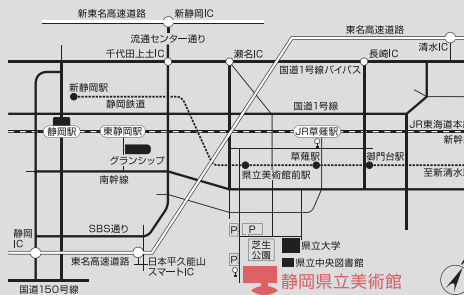 新東名高速道路
新静岡IC
東名高速道路
流通センター通り
清水IC
千代田上土IC
瀬名IC
長崎IC
国道1号線バイパス
新静岡駅
静岡鉄道
国道1号線
JR東海道本線
静岡駅
東静岡駅
JR草薙駅
新幹
グランシップ
草薙駅
御門台駅
県立美術館前駅
至新清水駅
南幹線
SBS通り
P
P
静岡
IC
芝生
公園
県立大学
P
県立中央図書館
東名高速道路
日本平久能山
スマートIC
静岡県立美術館
国道150号線